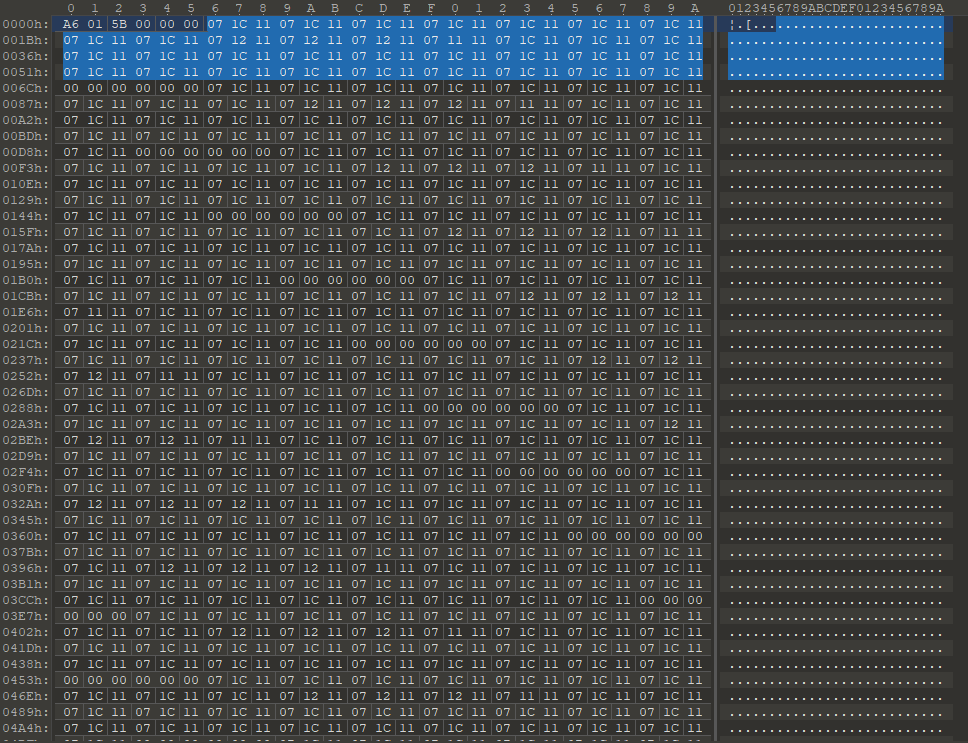 0 1 2 3 4 5 6 7 8 9 A B C D E F 0 1 2 3 4 5 6 7 8 9 A 0123456789ABCDEF0123456789A
0000h: A6 01 5B 00 00 00 07 1C 11 07 1C 11 07 1C 11 07 1C 11 07 1C 11 07 1C 11 07 1C 11 ¦.[........................
001Bh: 07 1C 11 07 1C 11 07 12 11 07 12 11 07 12 11 07 11 11 07 1C 11 07 1C 11 07 1C 11 ...........................
0036h: 07 1C 11 07 1C 11 07 1C 11 07 1C 11 07 1C 11 07 1C 11 07 1C 11 07 1C 11 07 1C 11 ...........................
0051h: 07 1C 11 07 1C 11 07 1C 11 07 1C 11 07 1C 11 07 1C 11 07 1C 11 07 1C 11 07 1C 11 ...........................
006Ch: 00 00 00 00 00 00 07 1C 11 07 1C 11 07 1C 11 07 1C 11 07 1C 11 07 1C 11 07 1C 11 ...........................
0087h: 07 1C 11 07 1C 11 07 1C 11 07 12 11 07 12 11 07 12 11 07 11 11 07 1C 11 07 1C 11 ...........................
00A2h: 07 1C 11 07 1C 11 07 1C 11 07 1C 11 07 1C 11 07 1C 11 07 1C 11 07 1C 11 07 1C 11 ...........................
00BDh: 07 1C 11 07 1C 11 07 1C 11 07 1C 11 07 1C 11 07 1C 11 07 1C 11 07 1C 11 07 1C 11 ...........................
00D8h: 07 1C 11 00 00 00 00 00 00 07 1C 11 07 1C 11 07 1C 11 07 1C 11 07 1C 11 07 1C 11 ...........................
00F3h: 07 1C 11 07 1C 11 07 1C 11 07 1C 11 07 12 11 07 12 11 07 12 11 07 11 11 07 1C 11 ...........................
010Eh: 07 1C 11 07 1C 11 07 1C 11 07 1C 11 07 1C 11 07 1C 11 07 1C 11 07 1C 11 07 1C 11 ...........................
0129h: 07 1C 11 07 1C 11 07 1C 11 07 1C 11 07 1C 11 07 1C 11 07 1C 11 07 1C 11 07 1C 11 ...........................
0144h: 07 1C 11 07 1C 11 00 00 00 00 00 00 07 1C 11 07 1C 11 07 1C 11 07 1C 11 07 1C 11 ...........................
015Fh: 07 1C 11 07 1C 11 07 1C 11 07 1C 11 07 1C 11 07 12 11 07 12 11 07 12 11 07 11 11 ...........................
017Ah: 07 1C 11 07 1C 11 07 1C 11 07 1C 11 07 1C 11 07 1C 11 07 1C 11 07 1C 11 07 1C 11 ...........................
0195h: 07 1C 11 07 1C 11 07 1C 11 07 1C 11 07 1C 11 07 1C 11 07 1C 11 07 1C 11 07 1C 11 ...........................
01B0h: 07 1C 11 07 1C 11 07 1C 11 00 00 00 00 00 00 07 1C 11 07 1C 11 07 1C 11 07 1C 11 ...........................
01CBh: 07 1C 11 07 1C 11 07 1C 11 07 1C 11 07 1C 11 07 1C 11 07 12 11 07 12 11 07 12 11 ...........................
01E6h: 07 11 11 07 1C 11 07 1C 11 07 1C 11 07 1C 11 07 1C 11 07 1C 11 07 1C 11 07 1C 11 ...........................
0201h: 07 1C 11 07 1C 11 07 1C 11 07 1C 11 07 1C 11 07 1C 11 07 1C 11 07 1C 11 07 1C 11 ...........................
021Ch: 07 1C 11 07 1C 11 07 1C 11 07 1C 11 00 00 00 00 00 00 07 1C 11 07 1C 11 07 1C 11 ...........................
0237h: 07 1C 11 07 1C 11 07 1C 11 07 1C 11 07 1C 11 07 1C 11 07 1C 11 07 12 11 07 12 11 ...........................
0252h: 07 12 11 07 11 11 07 1C 11 07 1C 11 07 1C 11 07 1C 11 07 1C 11 07 1C 11 07 1C 11 ...........................
026Dh: 07 1C 11 07 1C 11 07 1C 11 07 1C 11 07 1C 11 07 1C 11 07 1C 11 07 1C 11 07 1C 11 ...........................
0288h: 07 1C 11 07 1C 11 07 1C 11 07 1C 11 07 1C 11 00 00 00 00 00 00 07 1C 11 07 1C 11 ...........................
02A3h: 07 1C 11 07 1C 11 07 1C 11 07 1C 11 07 1C 11 07 1C 11 07 1C 11 07 1C 11 07 12 11 ...........................
02BEh: 07 12 11 07 12 11 07 11 11 07 1C 11 07 1C 11 07 1C 11 07 1C 11 07 1C 11 07 1C 11 ...........................
02D9h: 07 1C 11 07 1C 11 07 1C 11 07 1C 11 07 1C 11 07 1C 11 07 1C 11 07 1C 11 07 1C 11 ...........................
02F4h: 07 1C 11 07 1C 11 07 1C 11 07 1C 11 07 1C 11 07 1C 11 00 00 00 00 00 00 07 1C 11 ...........................
030Fh: 07 1C 11 07 1C 11 07 1C 11 07 1C 11 07 1C 11 07 1C 11 07 1C 11 07 1C 11 07 1C 11 ...........................
032Ah: 07 12 11 07 12 11 07 12 11 07 11 11 07 1C 11 07 1C 11 07 1C 11 07 1C 11 07 1C 11 ...........................
0345h: 07 1C 11 07 1C 11 07 1C 11 07 1C 11 07 1C 11 07 1C 11 07 1C 11 07 1C 11 07 1C 11 ...........................
0360h: 07 1C 11 07 1C 11 07 1C 11 07 1C 11 07 1C 11 07 1C 11 07 1C 11 00 00 00 00 00 00 ...........................
037Bh: 07 1C 11 07 1C 11 07 1C 11 07 1C 11 07 1C 11 07 1C 11 07 1C 11 07 1C 11 07 1C 11 ...........................
0396h: 07 1C 11 07 12 11 07 12 11 07 12 11 07 11 11 07 1C 11 07 1C 11 07 1C 11 07 1C 11 ...........................
03B1h: 07 1C 11 07 1C 11 07 1C 11 07 1C 11 07 1C 11 07 1C 11 07 1C 11 07 1C 11 07 1C 11 ...........................
03CCh: 07 1C 11 07 1C 11 07 1C 11 07 1C 11 07 1C 11 07 1C 11 07 1C 11 07 1C 11 00 00 00 ...........................
03E7h: 00 00 00 07 1C 11 07 1C 11 07 1C 11 07 1C 11 07 1C 11 07 1C 11 07 1C 11 07 1C 11 ...........................
0402h: 07 1C 11 07 1C 11 07 12 11 07 12 11 07 12 11 07 11 11 07 1C 11 07 1C 11 07 1C 11 ...........................
041Dh: 07 1C 11 07 1C 11 07 1C 11 07 1C 11 07 1C 11 07 1C 11 07 1C 11 07 1C 11 07 1C 11 ...........................
0438h: 07 1C 11 07 1C 11 07 1C 11 07 1C 11 07 1C 11 07 1C 11 07 1C 11 07 1C 11 07 1C 11 ...........................
0453h: 00 00 00 00 00 00 07 1C 11 07 1C 11 07 1C 11 07 1C 11 07 1C 11 07 1C 11 07 1C 11 ...........................
046Eh: 07 1C 11 07 1C 11 07 1C 11 07 12 11 07 12 11 07 12 11 07 11 11 07 1C 11 07 1C 11 ...........................
0489h: 07 1C 11 07 1C 11 07 1C 11 07 1C 11 07 1C 11 07 1C 11 07 1C 11 07 1C 11 07 1C 11 ...........................
04A4h: 07 1C 11 07 1C 11 07 1C 11 07 1C 11 07 1C 11 07 1C 11 07 1C 11 07 1C 11 07 1C 11 ...........................